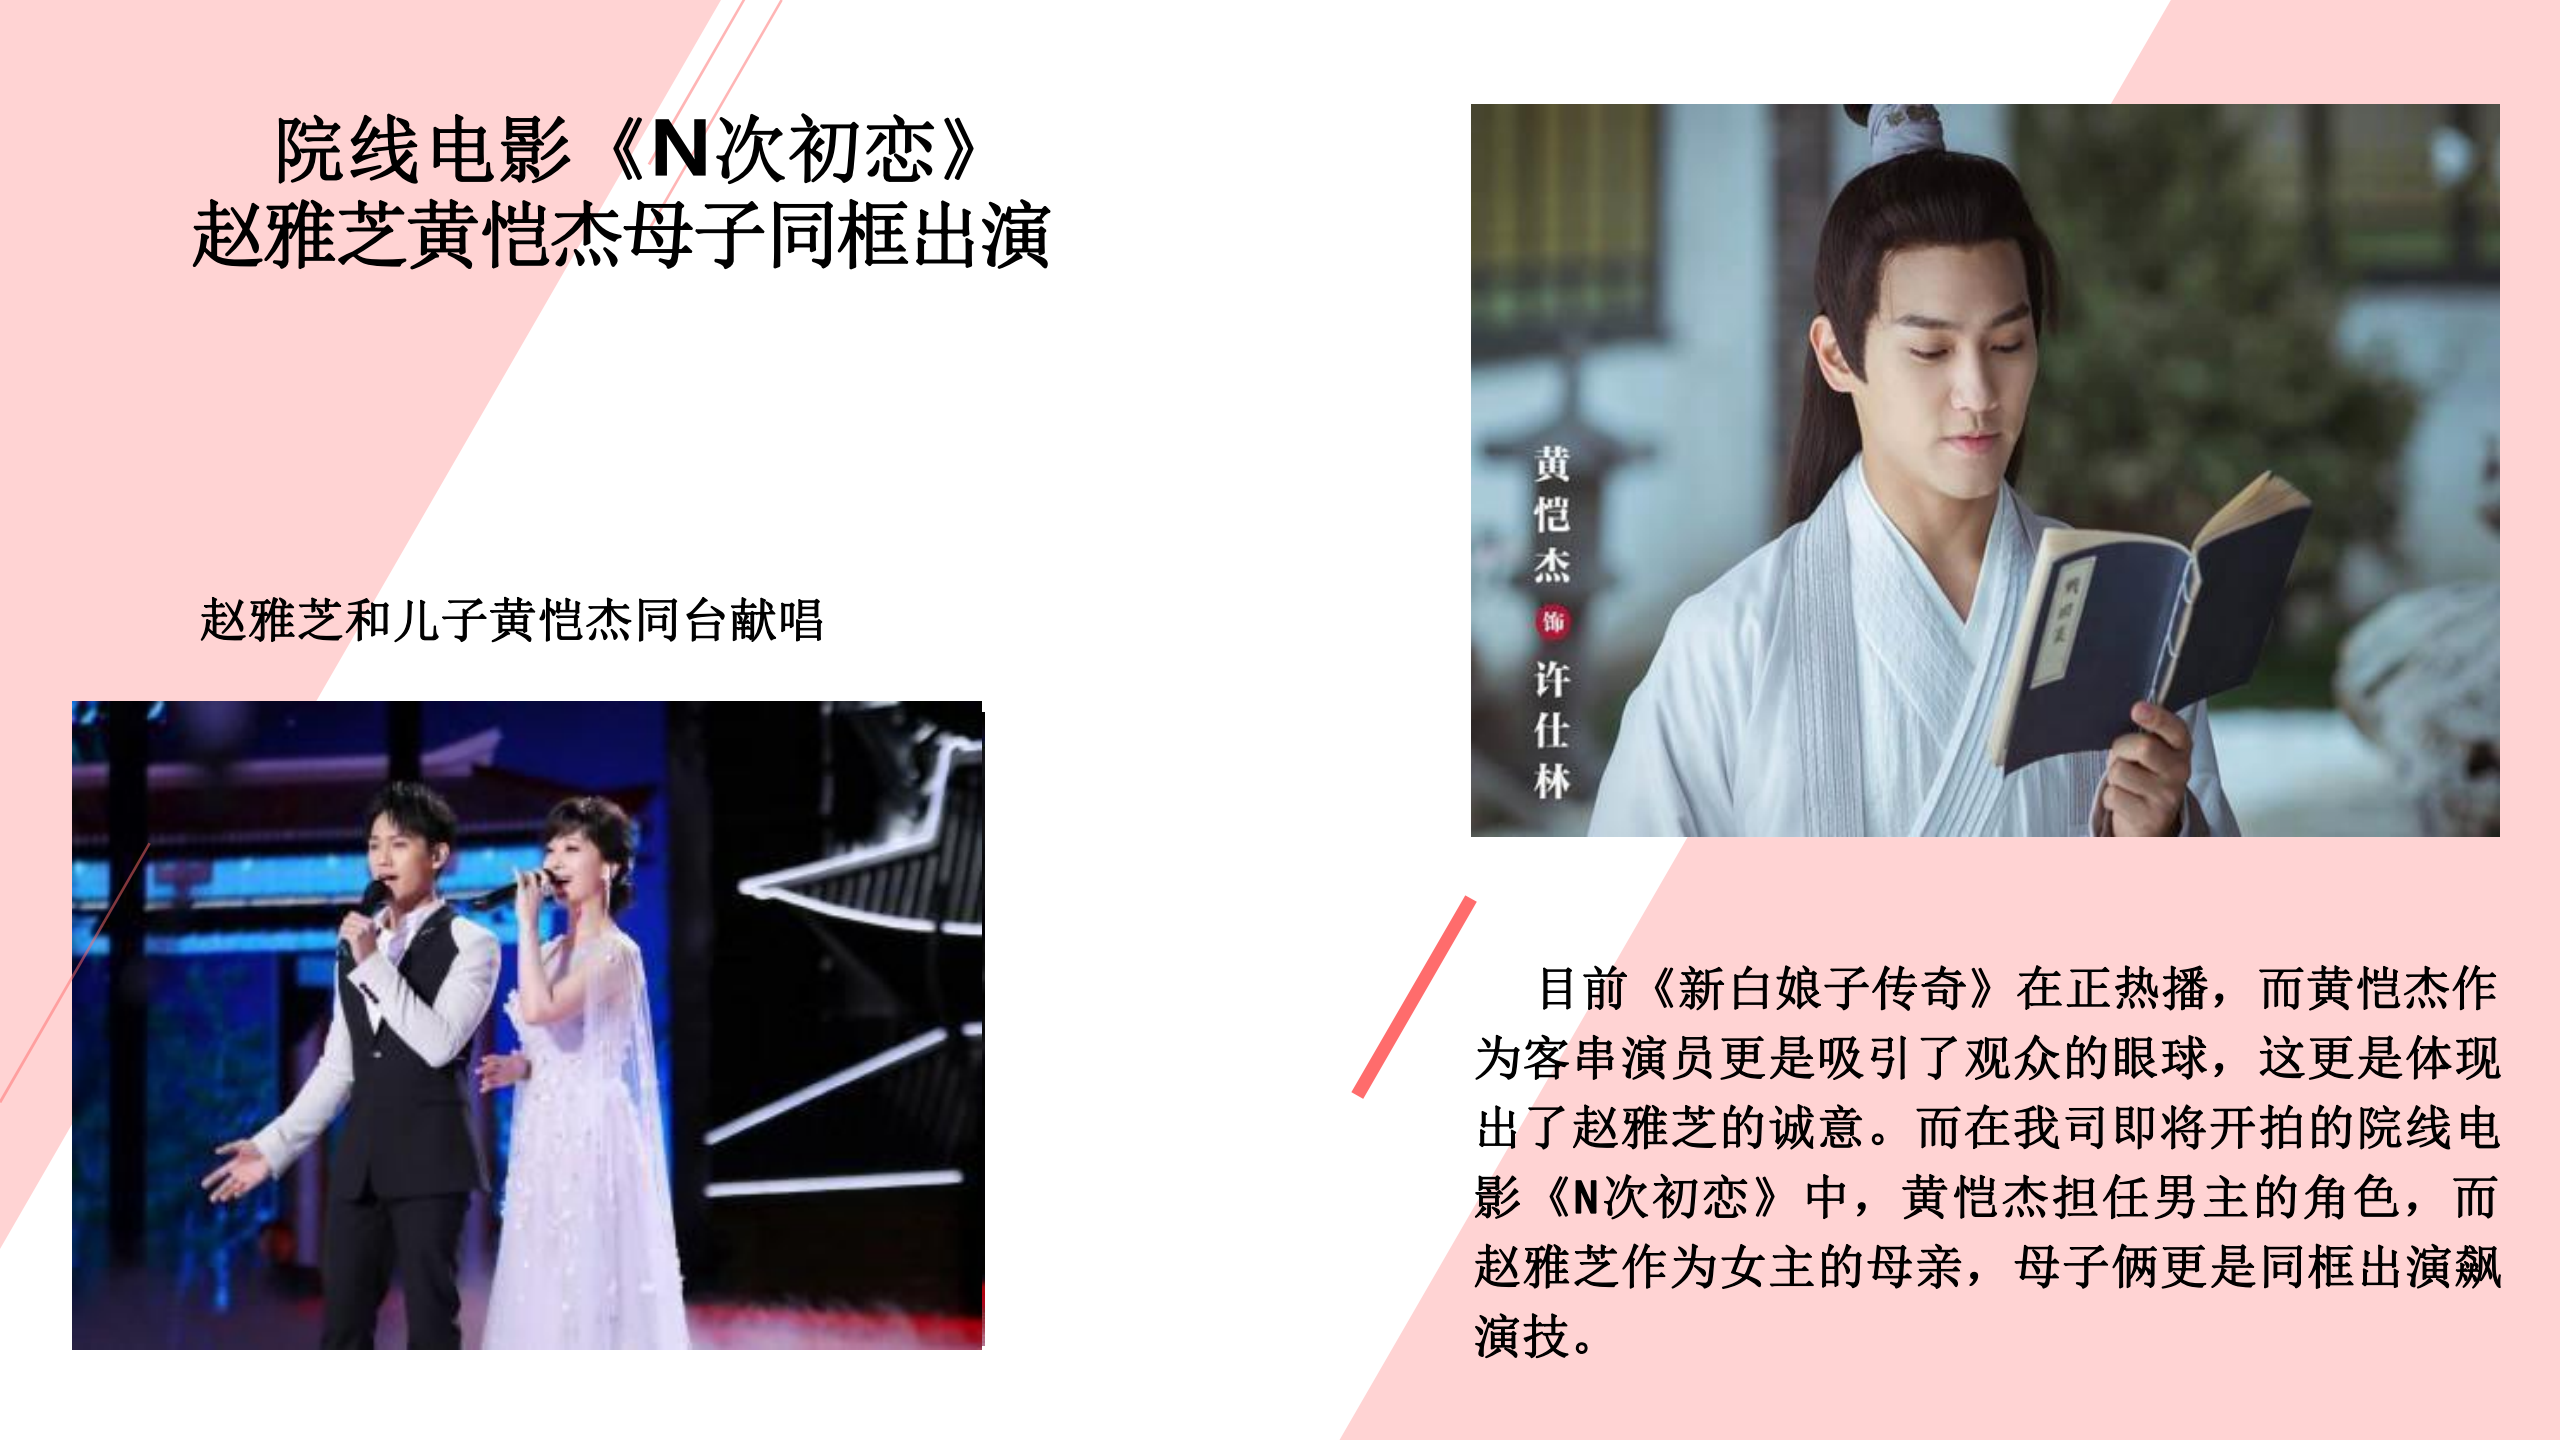 院线电影《N次初恋》
赵雅芝黄恺杰母子同框出演
赵雅芝和儿子黄恺杰同台献唱
黄恺杰饰许仕林
目前《新白娘子传奇》在正热播，而黄恺杰作
为客串演员更是吸引了观众的眼球，这更是体现
出了赵雅芝的诚意。而在我司即将开拍的院线电
影《N次初恋》中，黄恺杰担任男主的角色，而
赵雅芝作为女主的母亲，母子俩更是同框出演飙
演技。